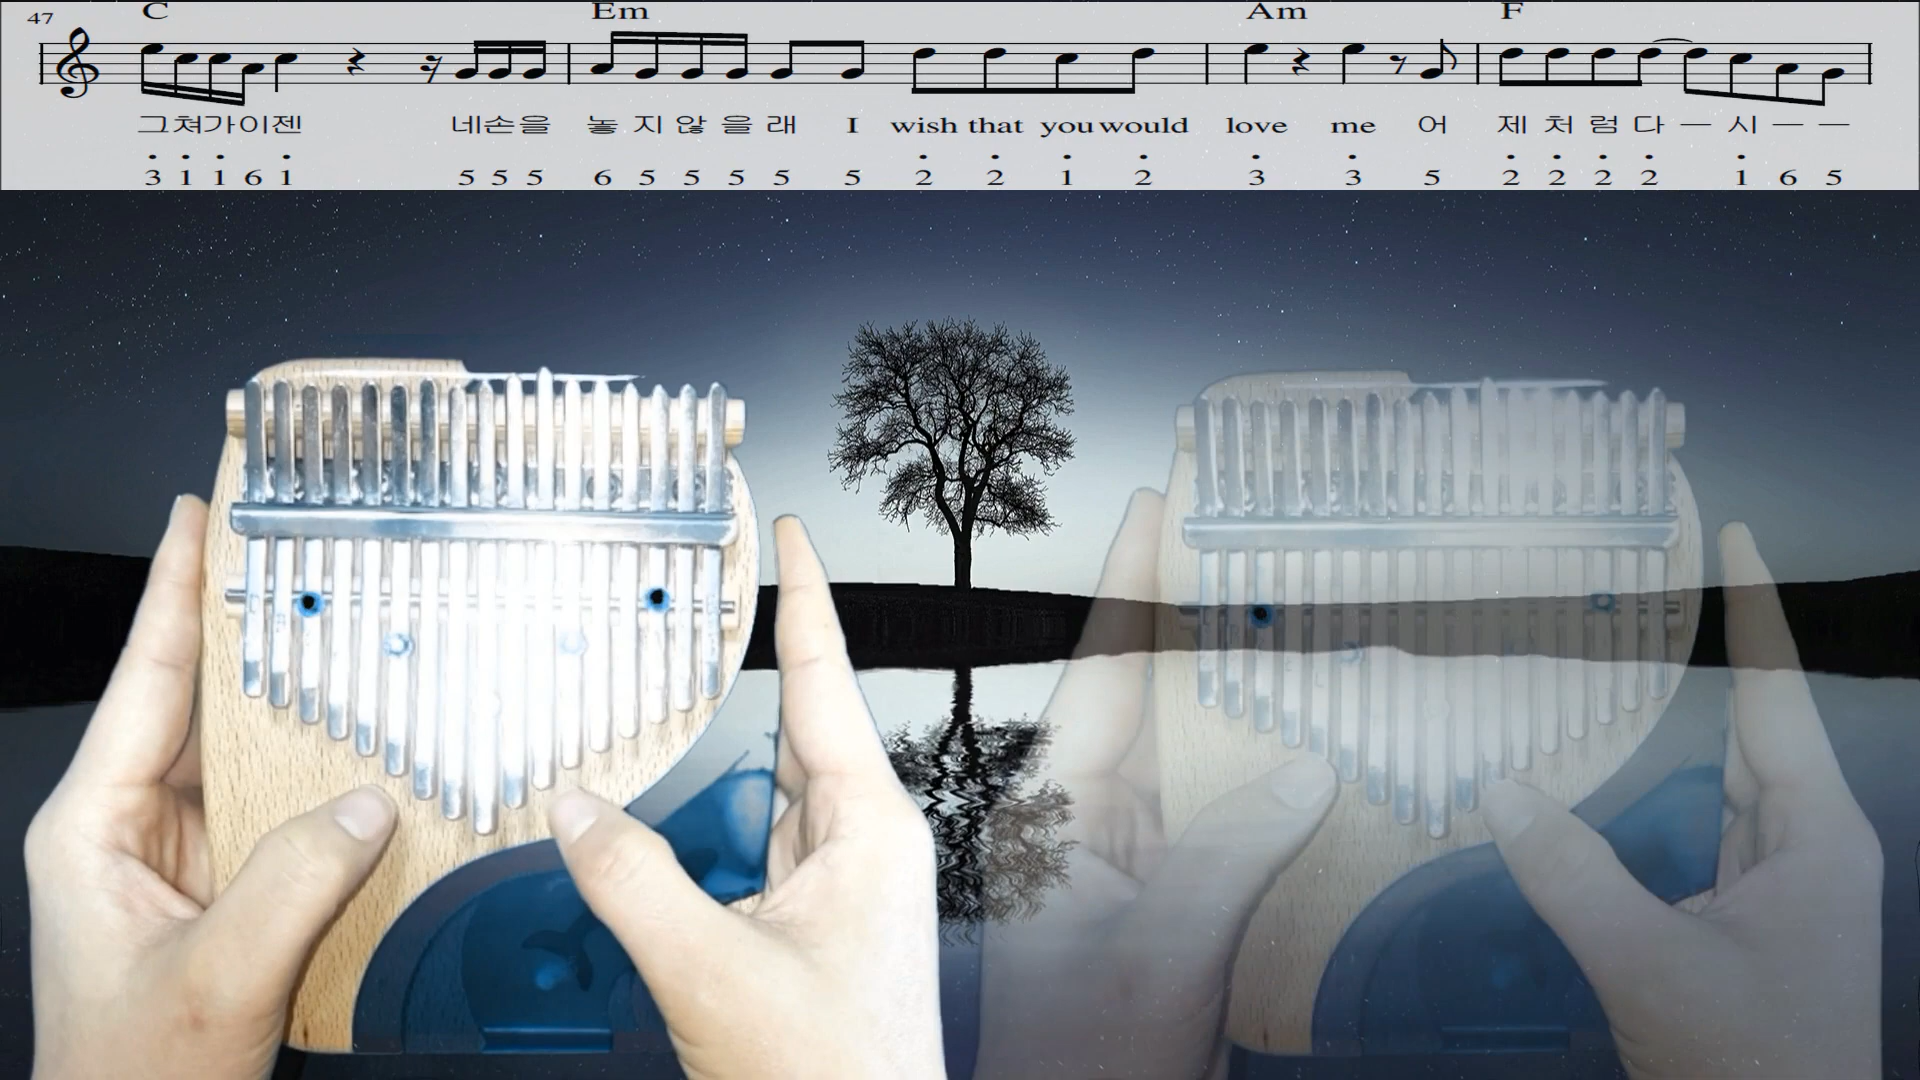 47 C Em Am F
그쳐가이젠 네손을 놓 지 않 을 래 I wish that you would love me 어 제 처 럼 다 — 시 — —
3 1 1 6 1 5 5 5 6 5 5 5 5 5 2 2 1 2 3 3 5 2 2 2 2 1 6 5